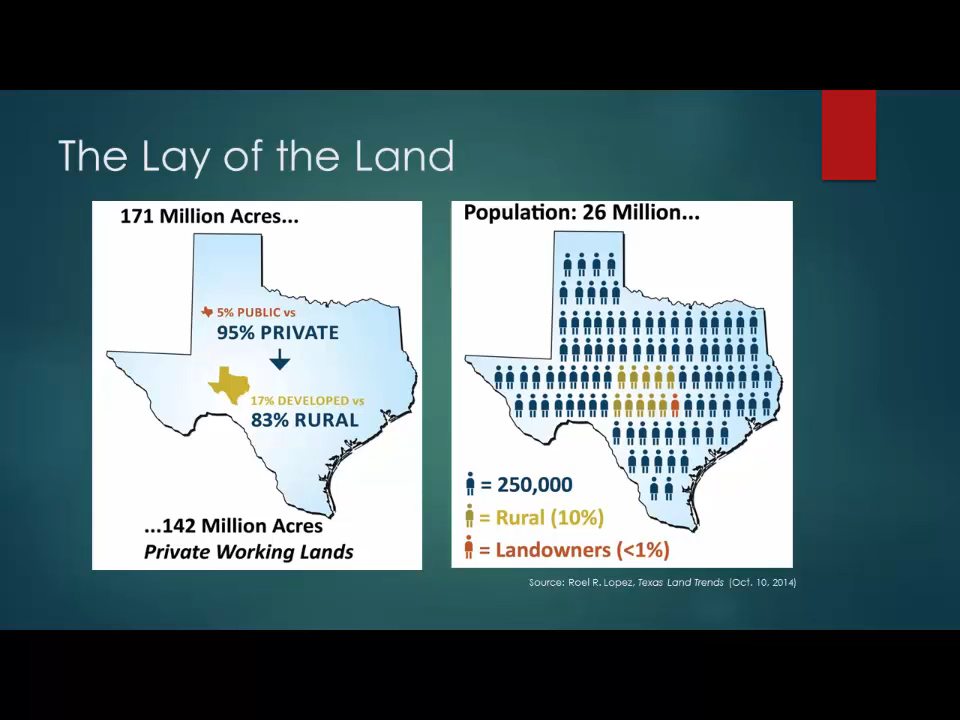 The Lay of the Land
171 Million Acres...
5% PUBLIC vs
95% PRIVATE
17% DEVELOPED vs
83% RURAL
...142 Million Acres
Private Working Lands
Population: 26 Million...
= 250,000
= Rural (10%)
= Landowners (<1%)
Source: Roel R. Lopez, Texas Land Trends (Oct. 10, 2014)